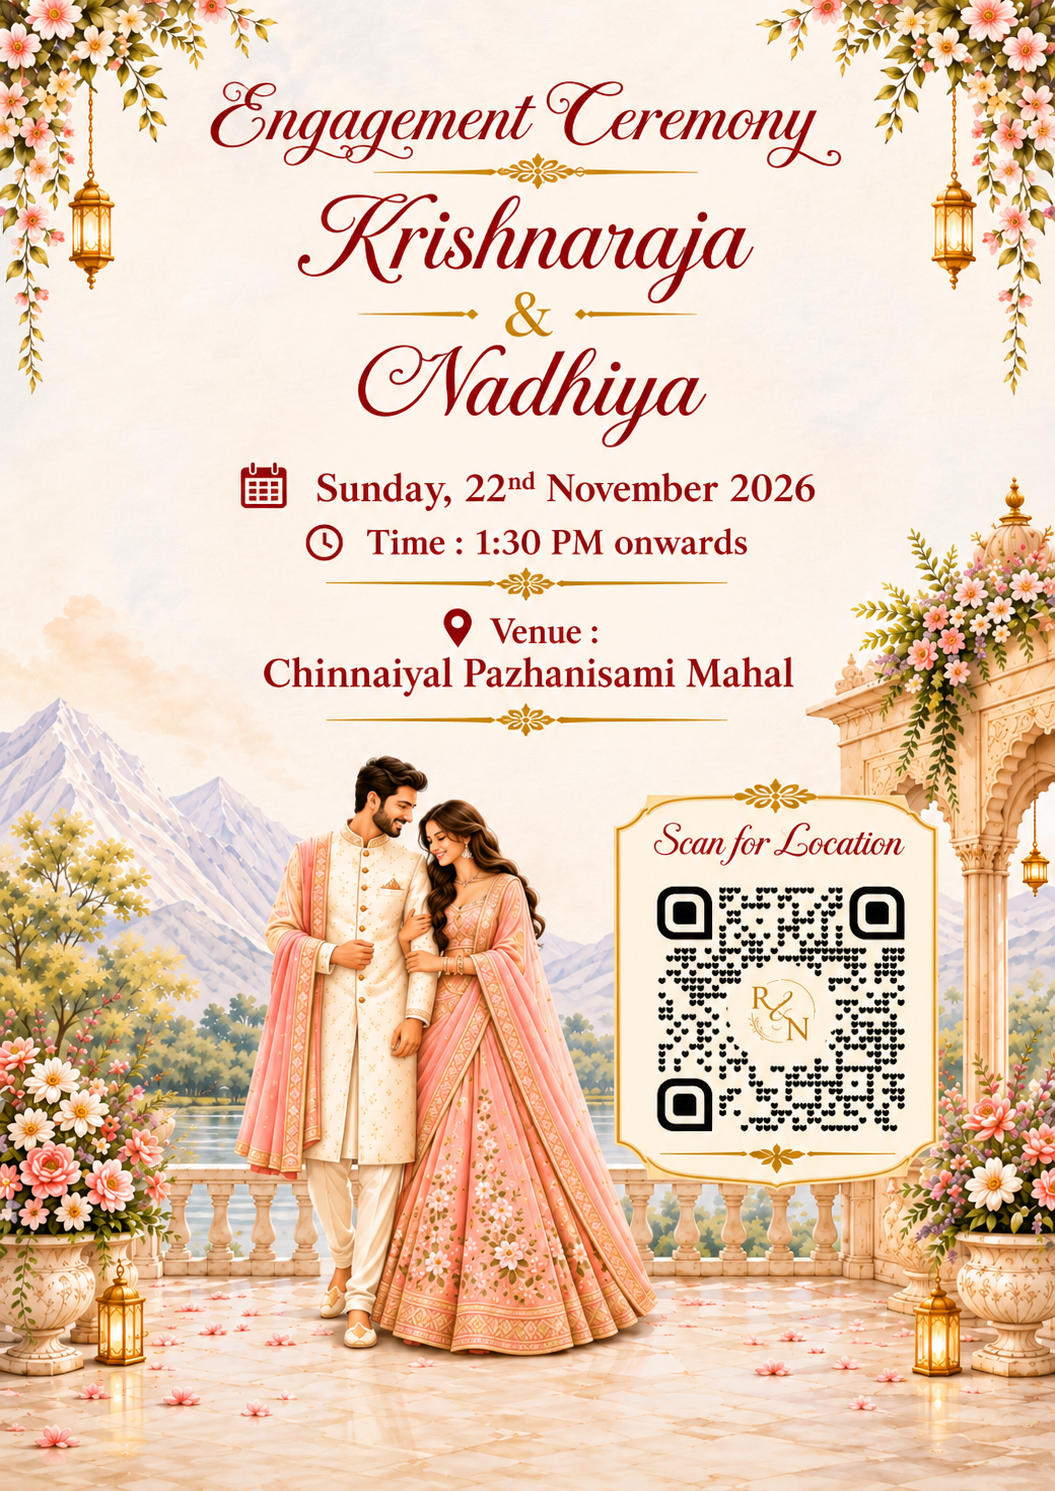 Engagement Ceremony
Krishnaraja
&
Nadhiya
Sunday, 22nd November 2026
Time : 1:30 PM onwards
Venue :
Chinnaiyal Pazhanisami Mahal
Scan for Location
R & N